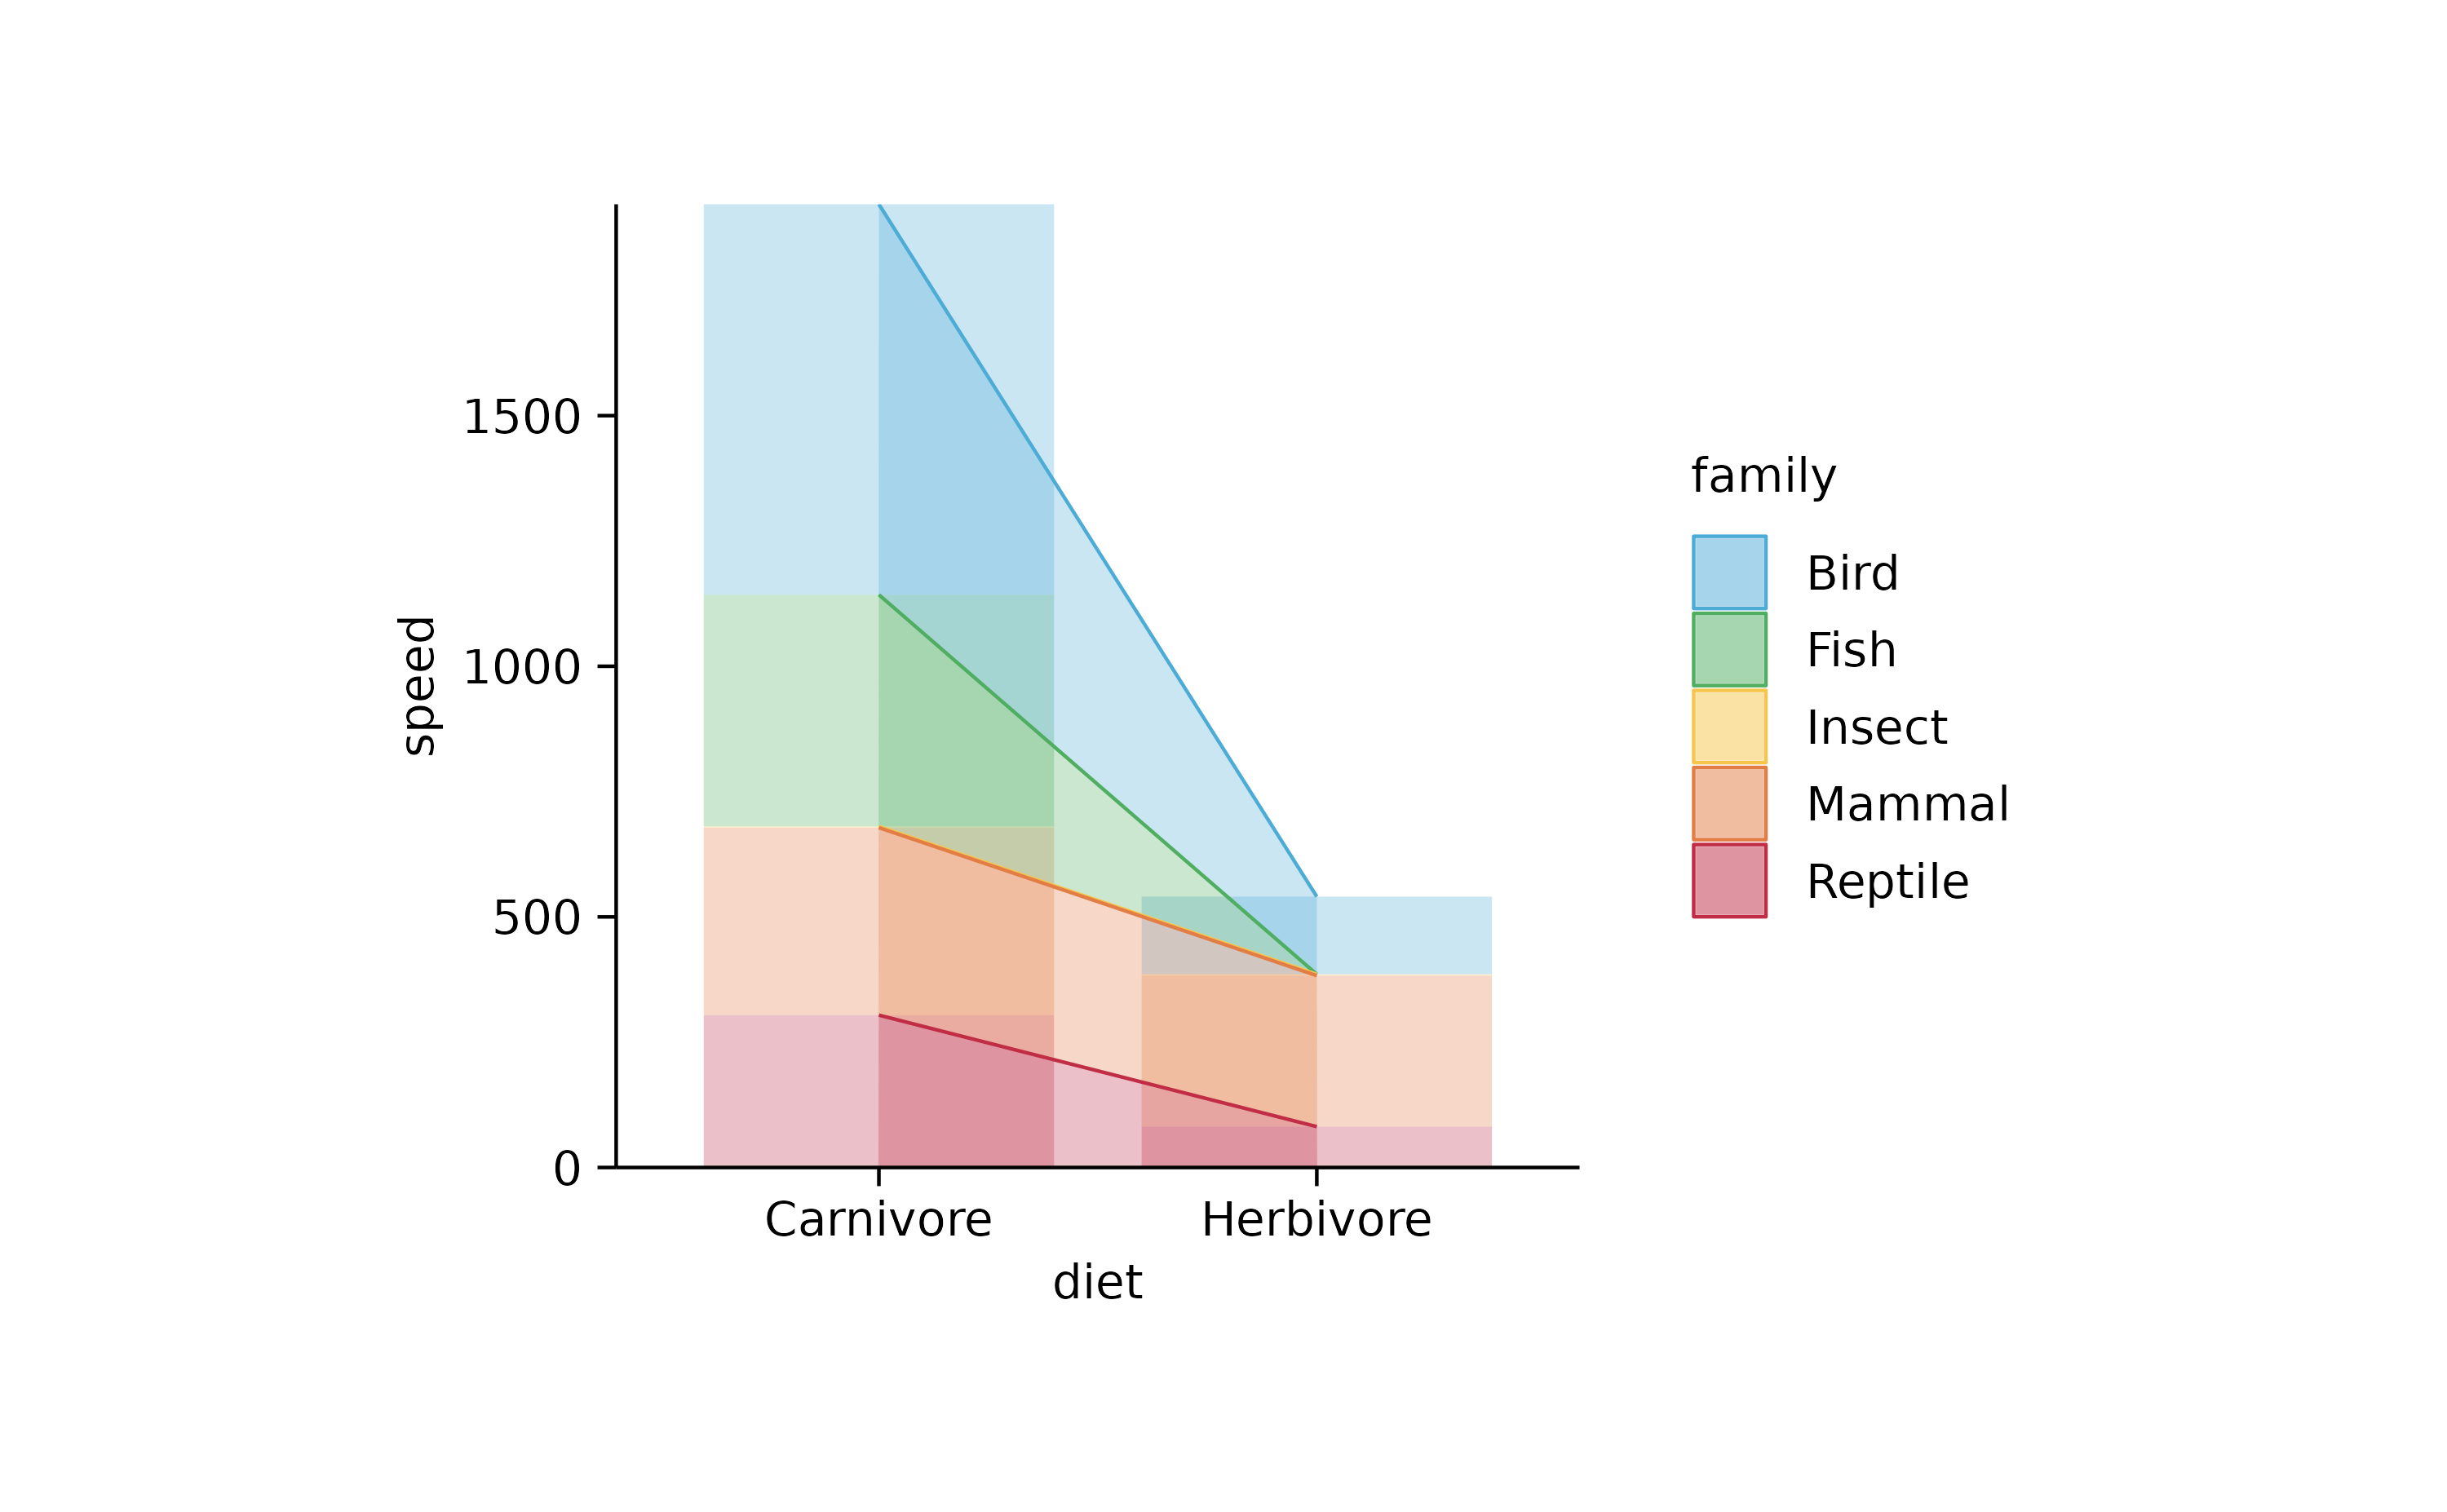 speed
1500
1000
500
0
Carnivore
Herbivore
diet
family
Bird
Fish
Insect
Mammal
Reptile